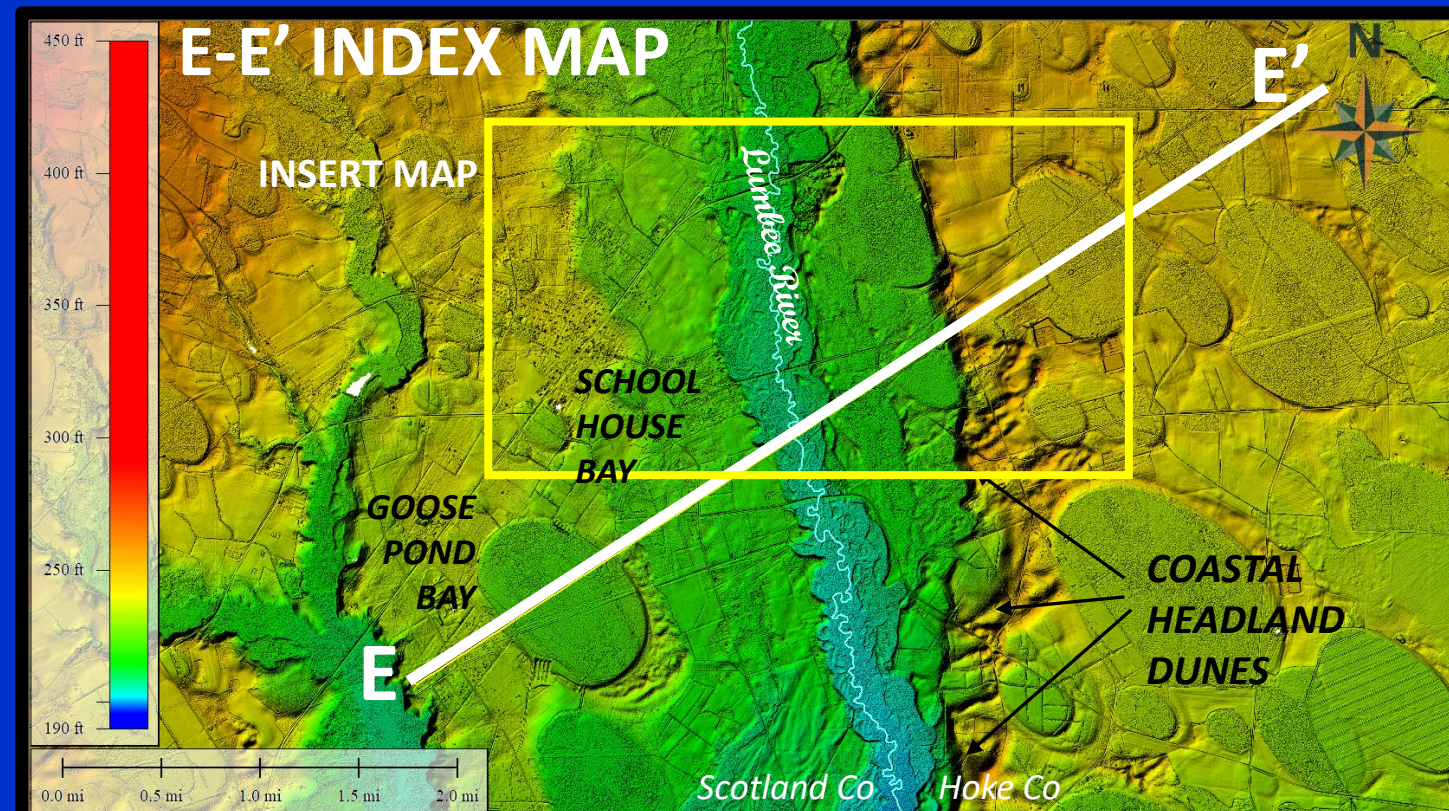 E-E’ INDEX MAP
450 ft
400 ft
350 ft
300 ft
250 ft
190 ft
E’
N
INSERT MAP
Lumbee River
SCHOOL
HOUSE
BAY
GOOSE
POND
BAY
E
COASTAL
HEADLAND
DUNES
Scotland Co
Hoke Co
0.0 mi
0.5 mi
1.0 mi
1.5 mi
2.0 mi